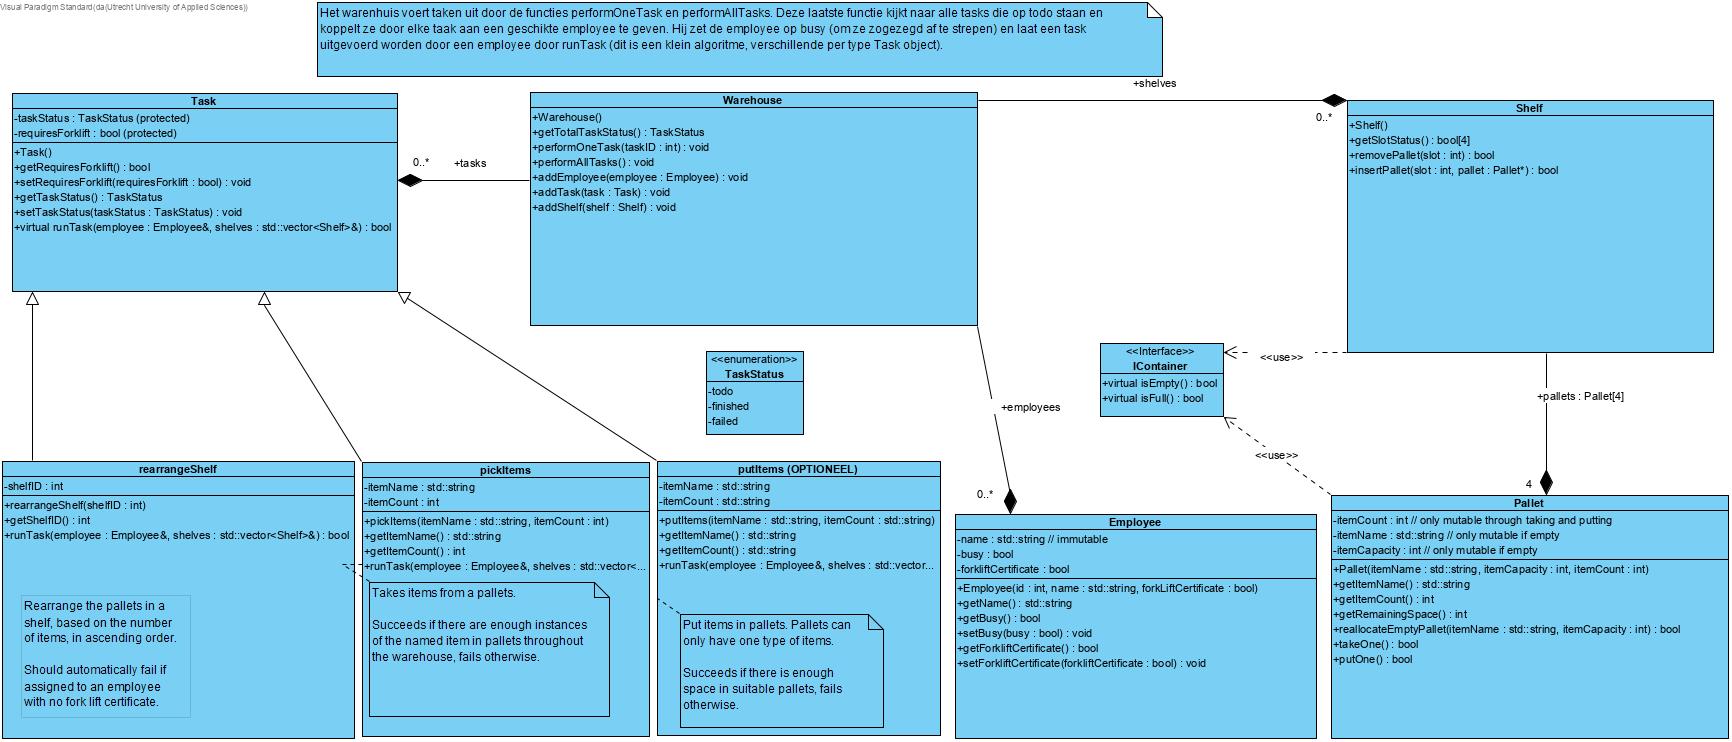 Visual Paradigm Standard(da(Utrecht University of Applied Sciences))
Het warenhuis voert taken uit door de functies performOneTask en performAllTasks. Deze laatste functie kijkt naar alle tasks die op todo staan en
koppelt ze door elke taak aan een geschikte employee te geven. Hij zet de employee op busy (om ze zogezegd af te strepen) en laat een task
uitgevoerd worden door een employee door runTask (dit is een klein algoritme, verschillende per type Task object).
Task
-taskStatus : TaskStatus (protected)
-requiresForklift : bool (protected)
+Task()
+getRequiresForklift() : bool
+setRequiresForklift(requiresForklift : bool) : void
+getTaskStatus() : TaskStatus
+setTaskStatus(taskStatus : TaskStatus) : void
+virtual runTask(employee : Employee&, shelves : std::vector<Shelf>&) : bool
0..*
+tasks
Warehouse
+Warehouse()
+getTotalTaskStatus() : TaskStatus
+performOneTask(taskID : int) : void
+performAllTasks() : void
+addEmployee(employee : Employee) : void
+addTask(task : Task) : void
+addShelf(shelf : Shelf) : void
+shelves
0..*
Shelf
+Shelf()
+getSlotStatus() : bool[4]
+removePallet(slot : int) : bool
+insertPallet(slot : int, pallet : Pallet*) : bool
<<enumeration>>
TaskStatus
-todo
-finished
-failed
<<Interface>>
IContainer
+virtual isEmpty() : bool
+virtual isFull() : bool
<<use>>
<<use>>
+employees
0..*
+pallets : Pallet[4]
4
rearrangeShelf
-shelfID : int
+rearrangeShelf(shelfID : int)
+getShelfID() : int
+runTask(employee : Employee&, shelves : std::vector<Shelf>&) : bool
Rearrange the pallets in a
shelf, based on the number
of items, in ascending order.
Should automatically fail if
assigned to an employee
with no fork lift certificate.
pickItems
-itemName : std::string
-itemCount : int
+pickItems(itemName : std::string, itemCount : int)
+getItemName() : std::string
+getItemCount() : int
+runTask(employee : Employee&, shelves : std::vector<...
Takes items from a pallets.
Succeeds if there are enough instances
of the named item in pallets throughout
the warehouse, fails otherwise.
putItems (OPTIONEEL)
-itemName : std::string
-itemCount : std::string
+putItems(itemName : std::string, itemCount : std::string)
+getItemName() : std::string
+getItemCount() : std::string
+runTask(employee : Employee&, shelves : std::vector...
Put items in pallets. Pallets can
only have one type of items.
Succeeds if there is enough
space in suitable pallets, fails
otherwise.
Employee
-name : std::string // immutable
-busy : bool
-forkliftCertificate : bool
+Employee(id : int, name : std::string, forkLiftCertificate : bool)
+getName() : std::string
+getBusy() : bool
+setBusy(busy : bool) : void
+getForkliftCertificate() : bool
+setForkliftCertificate(forkliftCertificate : bool) : void
Pallet
-itemCount : int // only mutable through taking and putting
-itemName : std::string // only mutable if empty
-itemCapacity : int // only mutable if empty
+Pallet(itemName : std::string, itemCapacity : int, itemCount : int)
+getItemName() : std::string
+getItemCount() : int
+getRemainingSpace() : int
+reallocateEmptyPallet(itemName : std::string, itemCapacity : int) : bool
+takeOne() : bool
+putOne() : bool